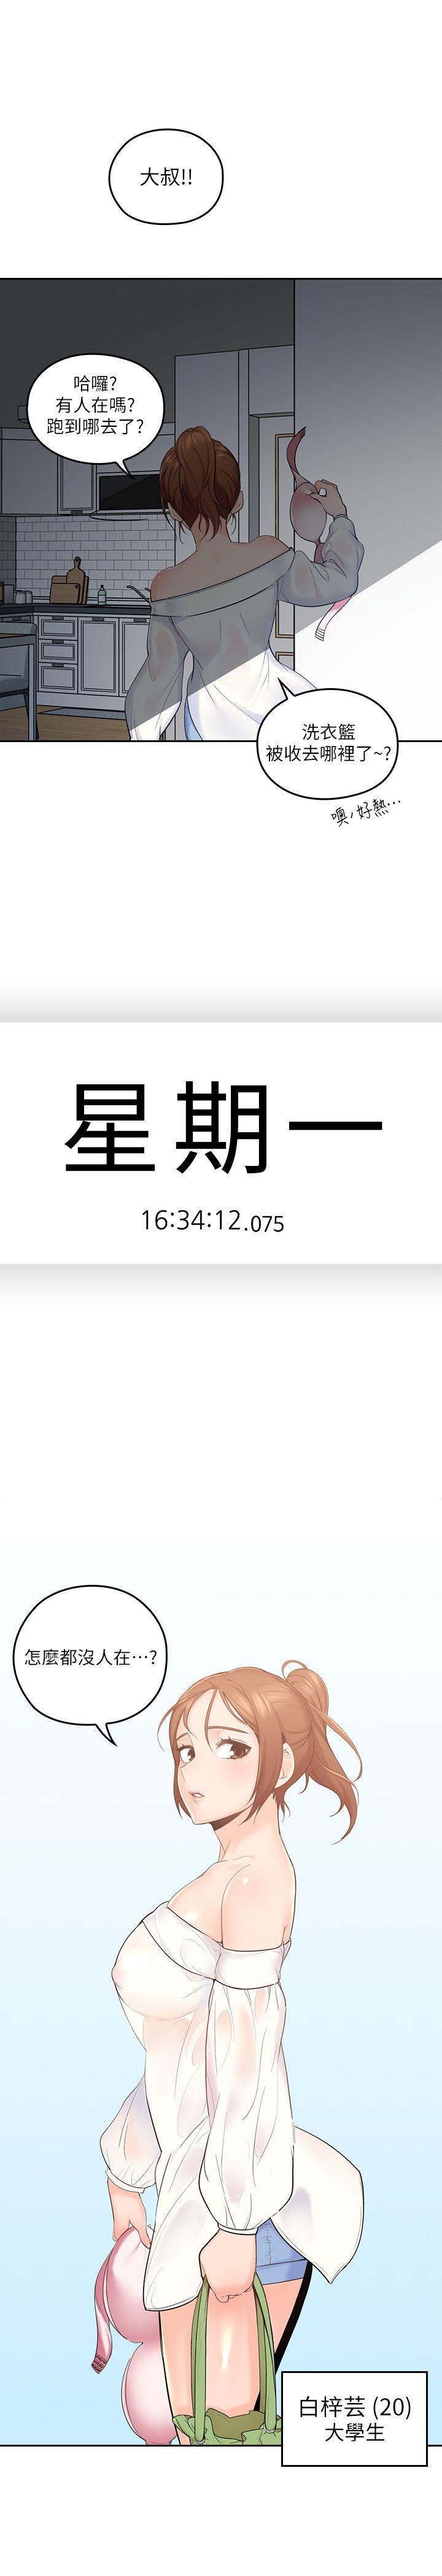 大叔!!
哈囉?
有人在嗎?
跑到哪去了?
洗衣籃
被收去哪裡了~?
噢,好熱…
星期一
16:34:12.075
怎麼都沒人在…?
白梓芸 (20)
大學生